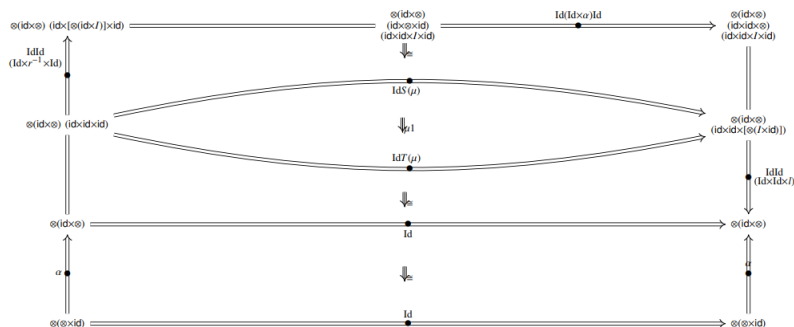 ⊗(id×⊗) (id×[⊗(id×I)]×id)
⊗(id×⊗)
(id×⊗×id)
(id×id×I×id)
Id(Id×α)Id
⊗(id×⊗)
(id×id×⊗)
(id×id×I×id)
IdId
(Id×r⁻¹×Id)
≅
IdS(μ)
⊗(id×⊗) (id×id×id)
μ1
⊗(id×⊗)
(id×id×[⊗(I×id)])
IdT(μ)
IdId
(Id×Id×l)
≅
⊗(id×⊗)
Id
⊗(id×⊗)
α
≅
α
⊗(⊗×id)
Id
⊗(⊗×id)